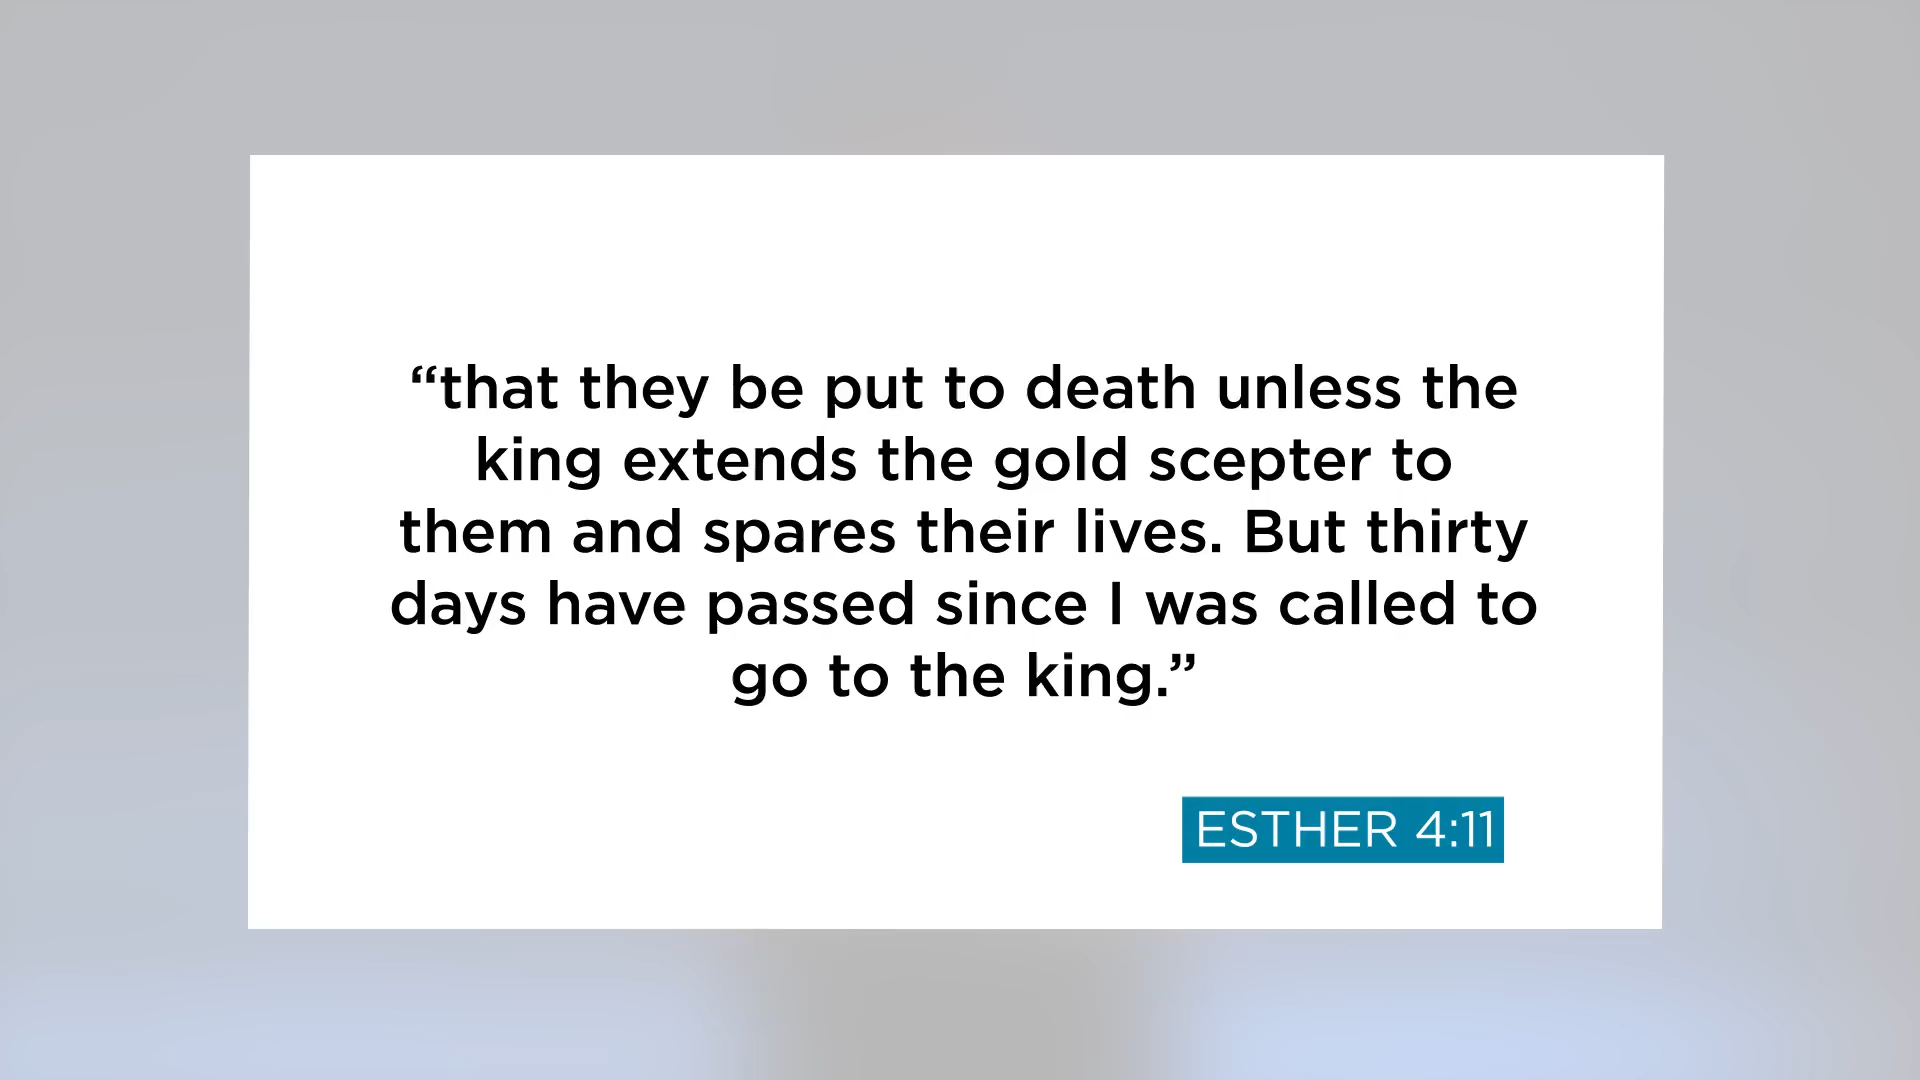 “that they be put to death unless the
king extends the gold scepter to
them and spares their lives. But thirty
days have passed since I was called to
go to the king.”
ESTHER 4:11